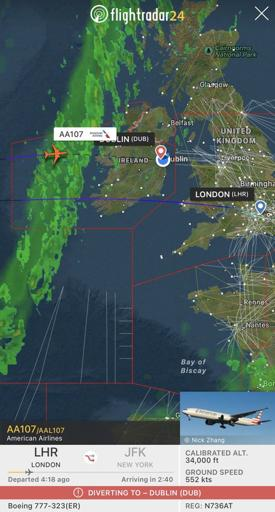 flightradar24
Cairngorms
National Park
Glasgow
AA107
Belfast
DUBLIN (DUB)
UNITED
KINGDOM
IRELAND
Dublin
Liverpool
Birmingham
LONDON (LHR)
Rennes
Nantes
Bay of
Biscay
AA107/AAL107
American Airlines
© Nick Zhang
LHR
LONDON
JFK
NEW YORK
CALIBRATED ALT.
34,000 ft
GROUND SPEED
552 kts
Departed 4:18 ago
Arriving in 2:40
DIVERTING TO – DUBLIN (DUB)
Boeing 777-323(ER)
REG: N736AT